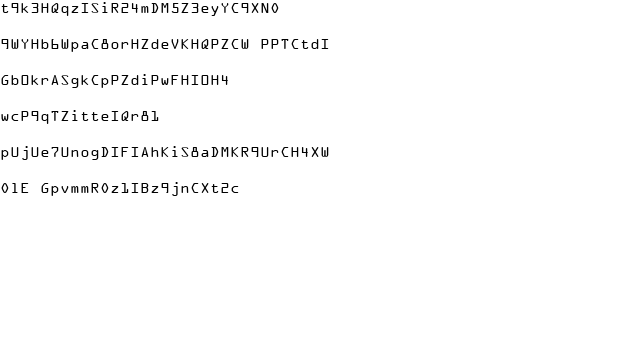 t9k3HQqzISiR24mDM5Z3eyYC9XN0
9WYHb6WpaC8orHZdeVKHQPZCW PPTCtdI
GbOkrASgkCpPZdiPwFHIOH4
wcP9qTZitteIQr81
pUjUe7UnogDIFIAhKiS8aDMKR9UrCH4XW
01E GpvmmR0z1IBz9jnCXt2c